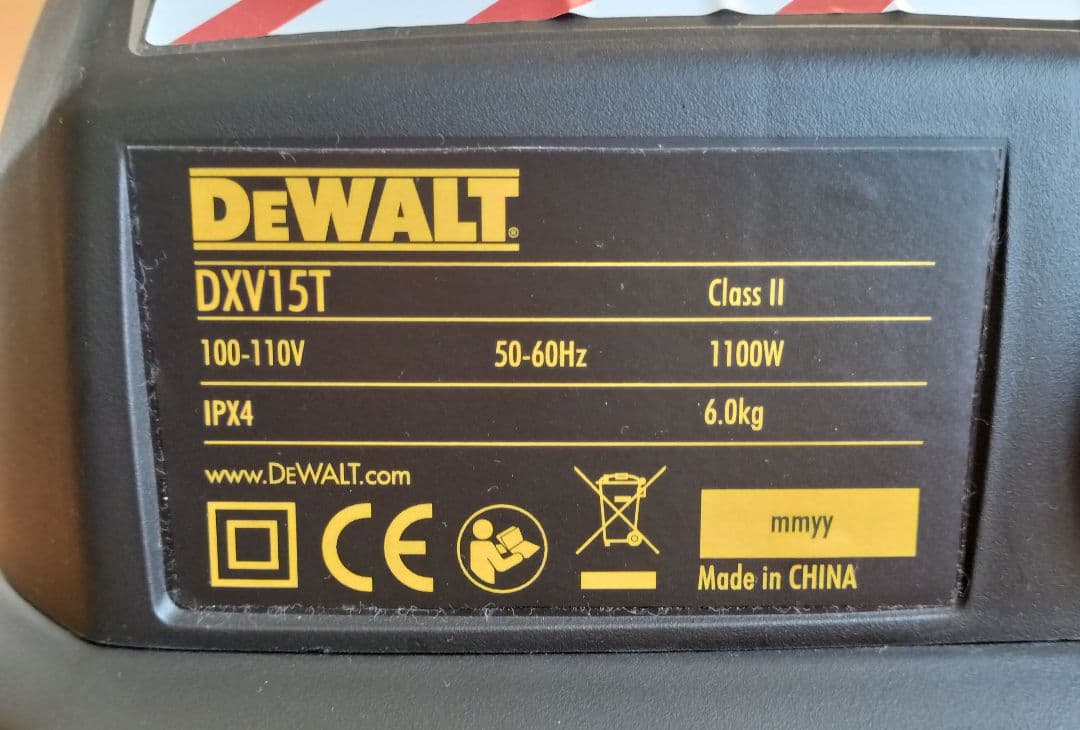 DEWALT®
DXV15T Class II
100-110V 50-60Hz 1100W
IPX4 6.0kg
www.DEWALT.com
CE
mmyy
Made in CHINA